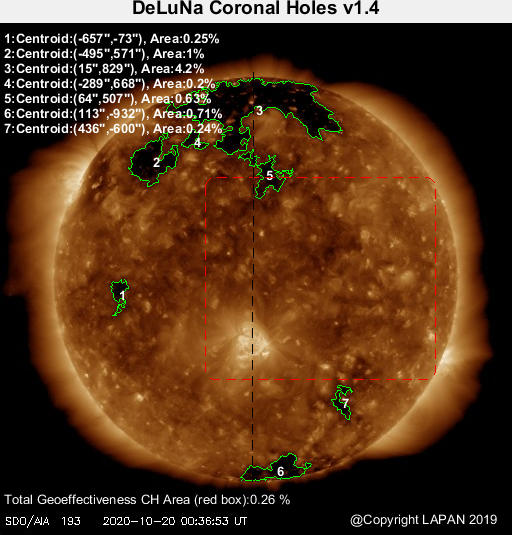 DeLuNa Coronal Holes v1.4
1:Centroid:(-657",-73"), Area:0.25%
2:Centroid:(-495",571"), Area:1%
3:Centroid:(15",829"), Area:4.2%
4:Centroid:(-289",668"), Area:0.2%
5:Centroid:(64",507"), Area:0.63%
6:Centroid:(113",-932"), Area:0.71%
7:Centroid:(436",-600"), Area:0.24%
3
4
2
5
1
7
6
Total Geoeffectiveness CH Area (red box):0.26 %
SDO/AIA 193 2020-10-20 00:36:53 UT
@Copyright LAPAN 2019